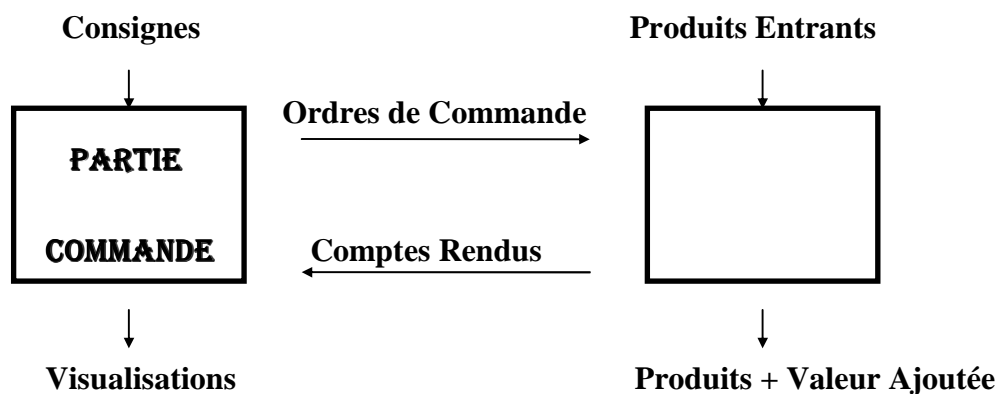 Consignes
Produits Entrants
Ordres de Commande
PARTIE
COMMANDE
Comptes Rendus
Visualisations
Produits + Valeur Ajoutée